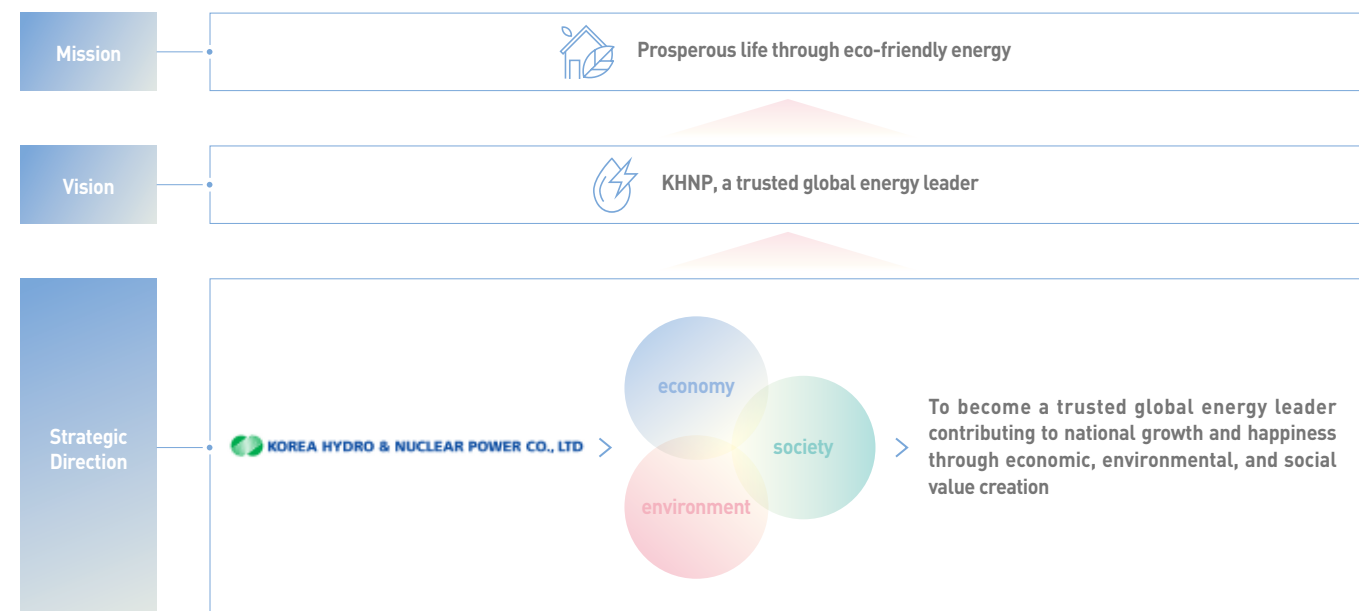 Mission
Prosperous life through eco-friendly energy
Vision
KHNP, a trusted global energy leader
Strategic
Direction
KOREA HYDRO & NUCLEAR POWER CO., LTD
economy
society
environment
To become a trusted global energy leader
contributing to national growth and happiness
through economic, environmental, and social
value creation